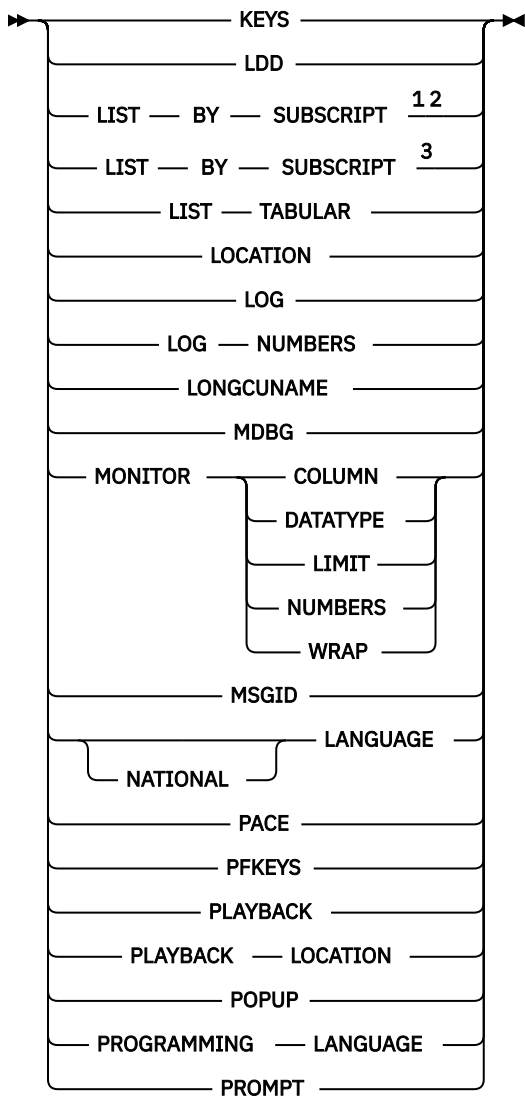 KEYS
LDD
LIST BY SUBSCRIPT 1 2
LIST BY SUBSCRIPT 3
LIST TABULAR
LOCATION
LOG
LOG NUMBERS
LONGCUNAME
MDBG
MONITOR COLUMN
DATATYPE
LIMIT
NUMBERS
WRAP
MSGID
LANGUAGE
NATIONAL
PACE
PFKEYS
PLAYBACK
PLAYBACK LOCATION
POPUP
PROGRAMMING LANGUAGE
PROMPT